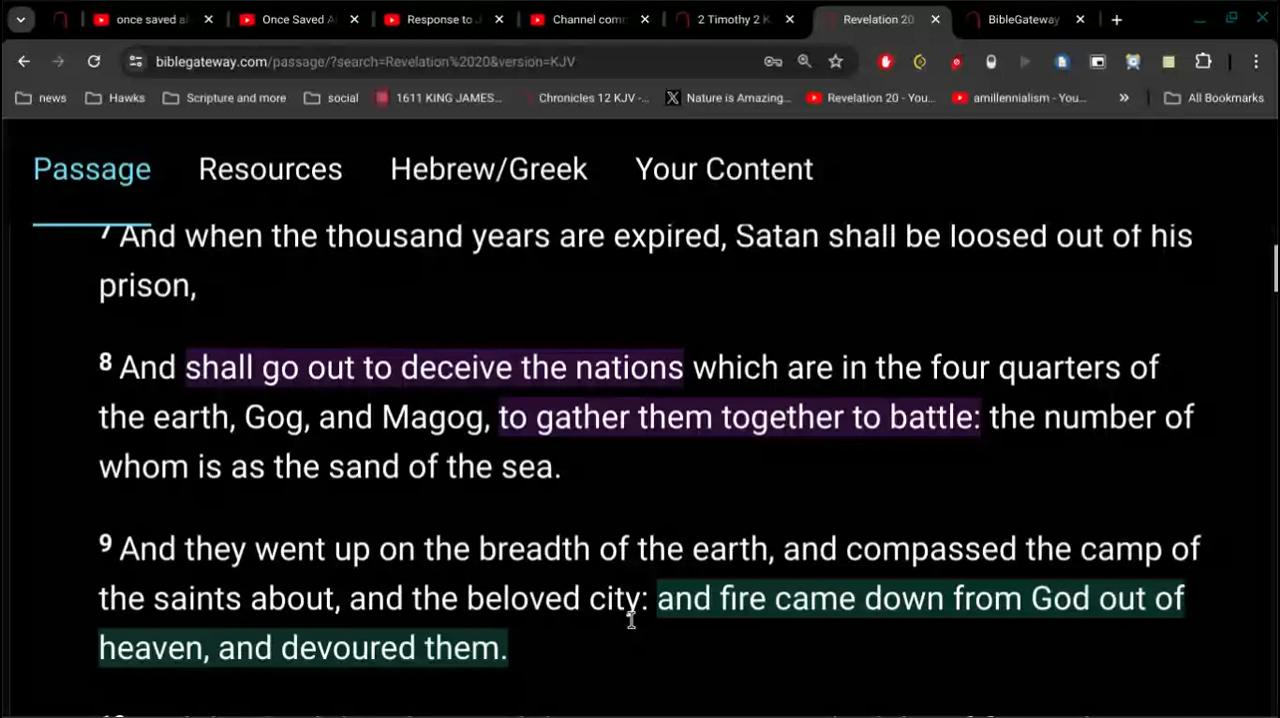 once saved al
Once Saved A
Response to J
Channel com
2 Timothy 2 K
Revelation 20
BibleGateway
biblegateway.com/passage/?search=Revelation%2020&version=KJV
news
Hawks
Scripture and more
social
1611 KING JAMES...
Chronicles 12 KJV -...
Nature is Amazing...
Revelation 20 - You...
amillennialism - You...
All Bookmarks
Passage
Resources
Hebrew/Greek
Your Content
7 And when the thousand years are expired, Satan shall be loosed out of his
prison,
8 And shall go out to deceive the nations which are in the four quarters of
the earth, Gog, and Magog, to gather them together to battle: the number of
whom is as the sand of the sea.
9 And they went up on the breadth of the earth, and compassed the camp of
the saints about, and the beloved city: and fire came down from God out of
heaven, and devoured them.